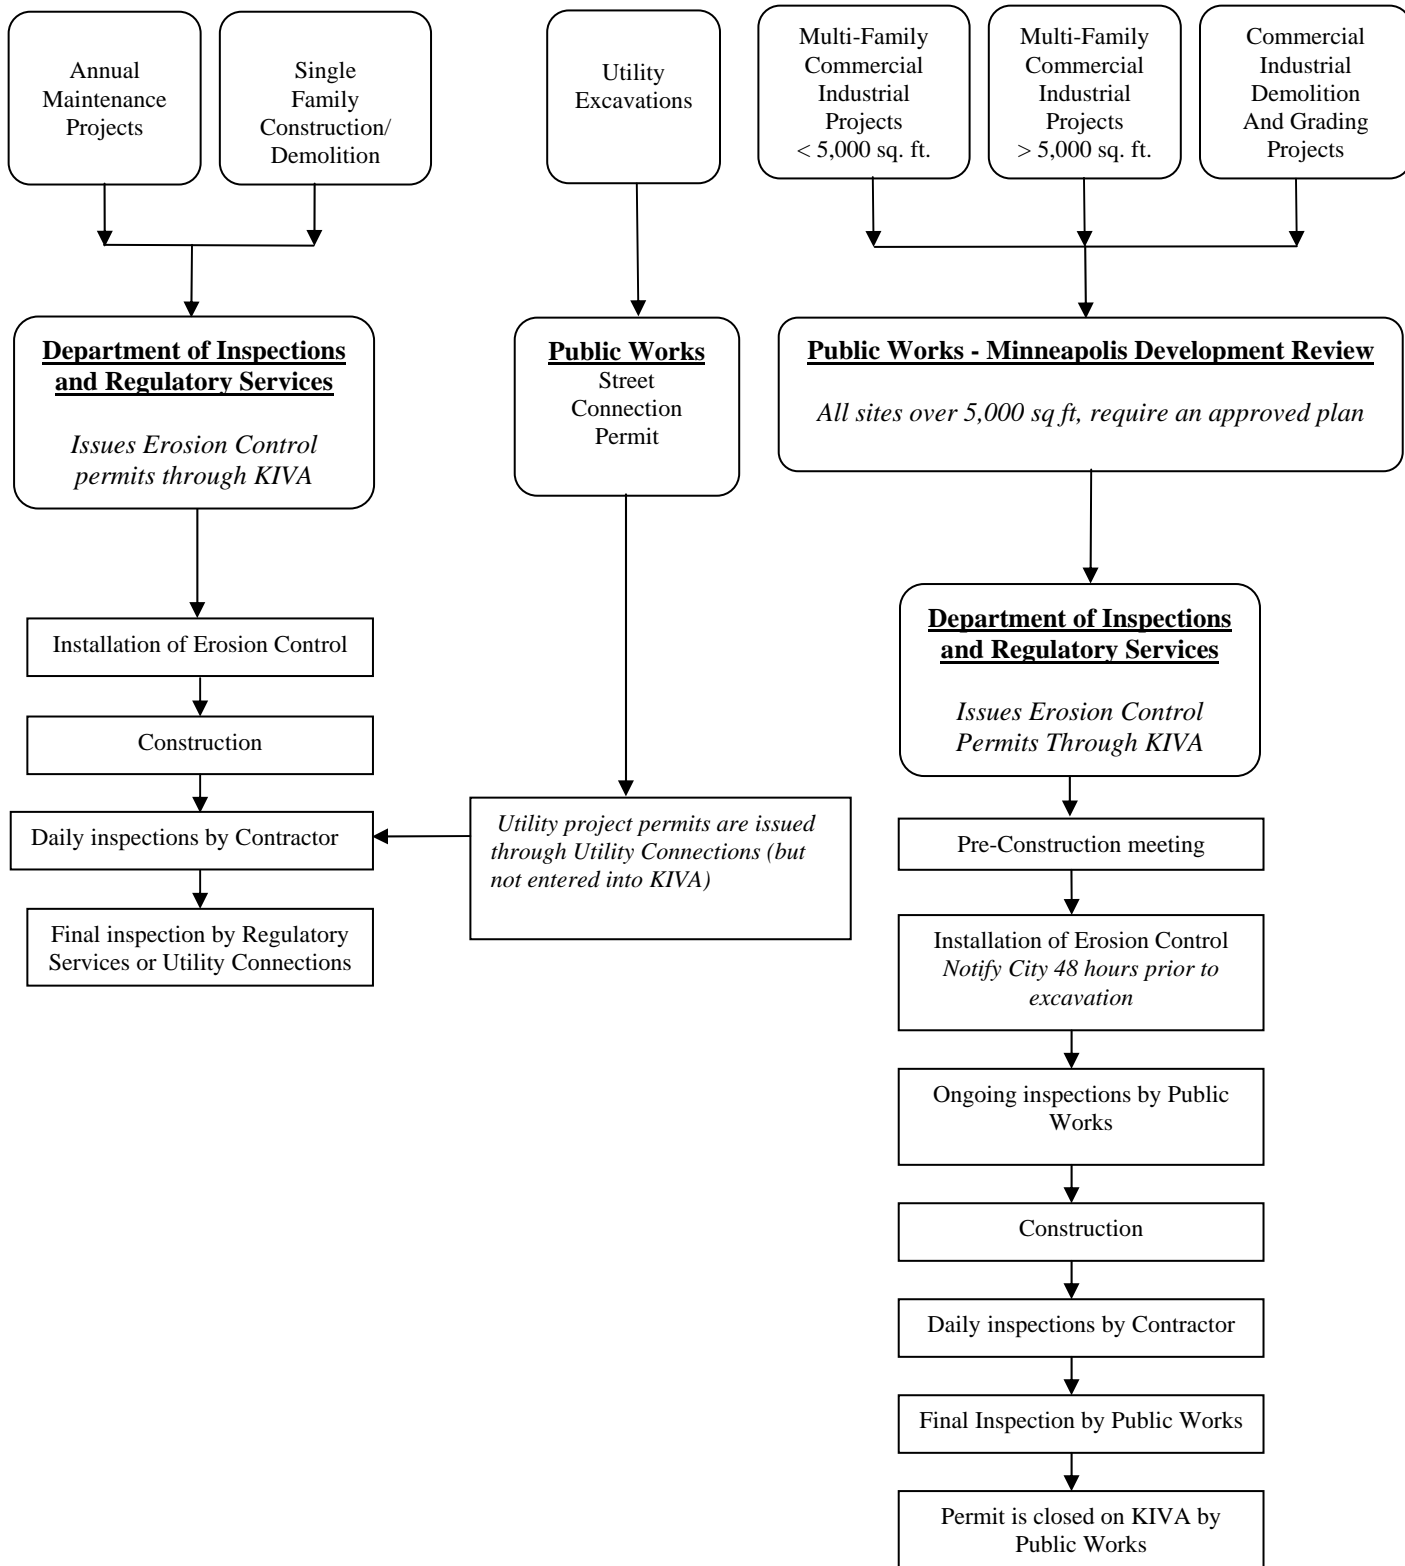 Annual
Maintenance
Projects
Single
Family
Construction/
Demolition
Utility
Excavations
Multi-Family
Commercial
Industrial
Projects
< 5,000 sq. ft.
Multi-Family
Commercial
Industrial
Projects
> 5,000 sq. ft.
Commercial
Industrial
Demolition
And Grading
Projects
Department of Inspections
and Regulatory Services
Issues Erosion Control
permits through KIVA
Public Works
Street
Connection
Permit
Public Works - Minneapolis Development Review
All sites over 5,000 sq ft, require an approved plan
Installation of Erosion Control
Construction
Daily inspections by Contractor
Final inspection by Regulatory
Services or Utility Connections
Utility project permits are issued
through Utility Connections (but
not entered into KIVA)
Department of Inspections
and Regulatory Services
Issues Erosion Control
Permits Through KIVA
Pre-Construction meeting
Installation of Erosion Control
Notify City 48 hours prior to
excavation
Ongoing inspections by Public
Works
Construction
Daily inspections by Contractor
Final Inspection by Public Works
Permit is closed on KIVA by
Public Works